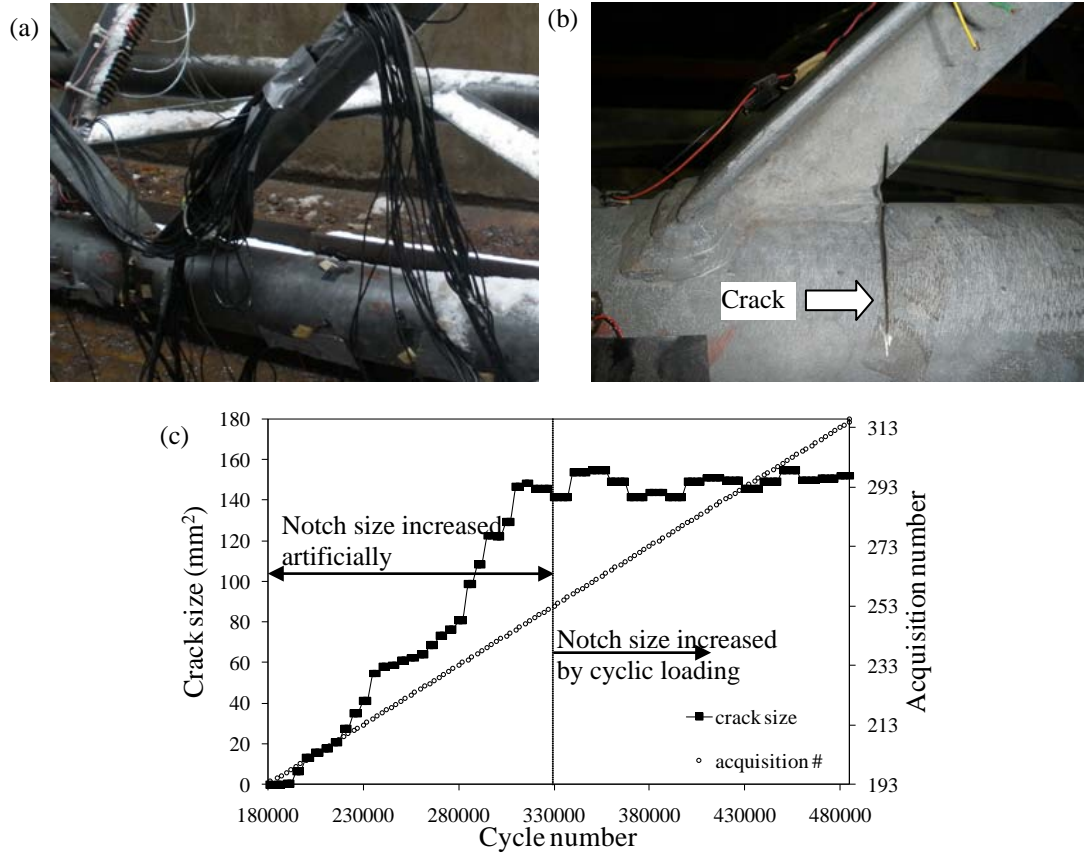 (a)
(b)
Crack
(c)
180
160
140
120
100
80
60
40
20
0
Crack size (mm²)
Notch size increased
artificially
Notch size increased
by cyclic loading
crack size
acquisition #
313
293
273
253
233
213
193
Acquisition number
180000 230000 280000 330000 380000 430000 480000
Cycle number